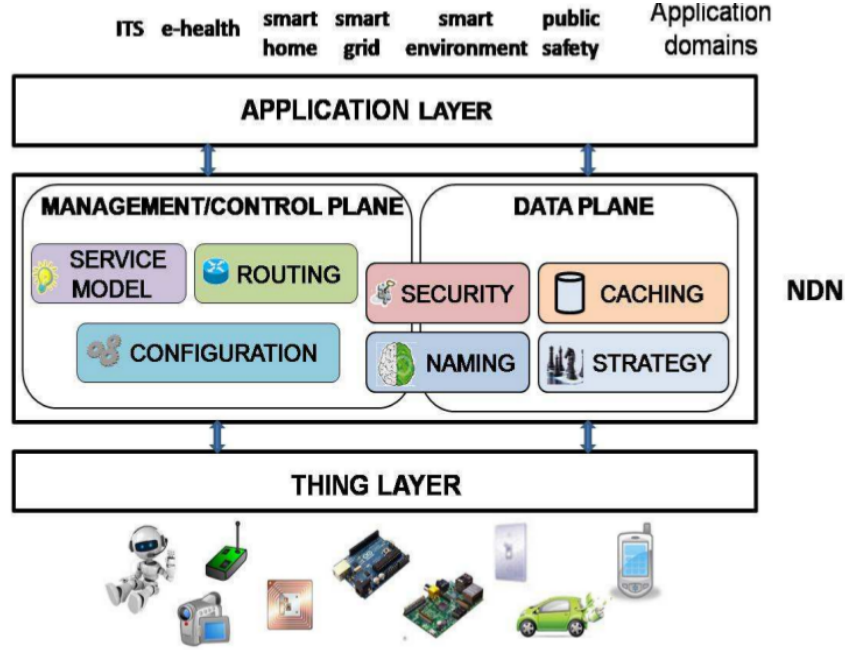 ITS e-health smart home smart grid smart environment public safety Application domains
APPLICATION LAYER
MANAGEMENT/CONTROL PLANE
DATA PLANE
SERVICE MODEL
ROUTING
SECURITY
CACHING
NDN
CONFIGURATION
NAMING
STRATEGY
THING LAYER